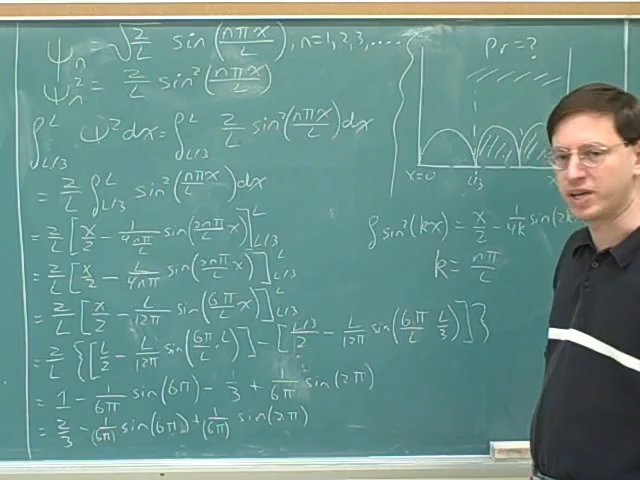 ψₙ = √(2/L) sin(nπx/L), n=1,2,3,....
ψₙ² = 2/L sin²(nπx/L)
∫_{L/3}^{L} ψ²dx = ∫_{L/3}^{L} 2/L sin²(nπx/L)dx
= 2/L ∫_{L/3}^{L} sin²(nπx/L)dx
= 2/L [x/2 - 1/(4nπ/L) sin(2nπ/L x)]_{L/3}^{L}
= 2/L [x/2 - L/4nπ sin(2nπ/L x)]_{L/3}^{L}
= 2/L [x/2 - L/12π sin(6π/L x)]_{L/3}^{L}
= 2/L {[L/2 - L/12π sin(6π/L · L)] - [L/3/2 - L/12π sin(6π/L L/3)]}
= 1 - 1/6π sin(6π) - 1/3 + 1/6π sin(2π)
= 2/3 - (1/6π) sin(6π) + (1/6π) sin(2π)
Pr=?
x=0 L/3 x
∫sin²(kx) = x/2 - 1/4k sin(2k
k = nπ/L